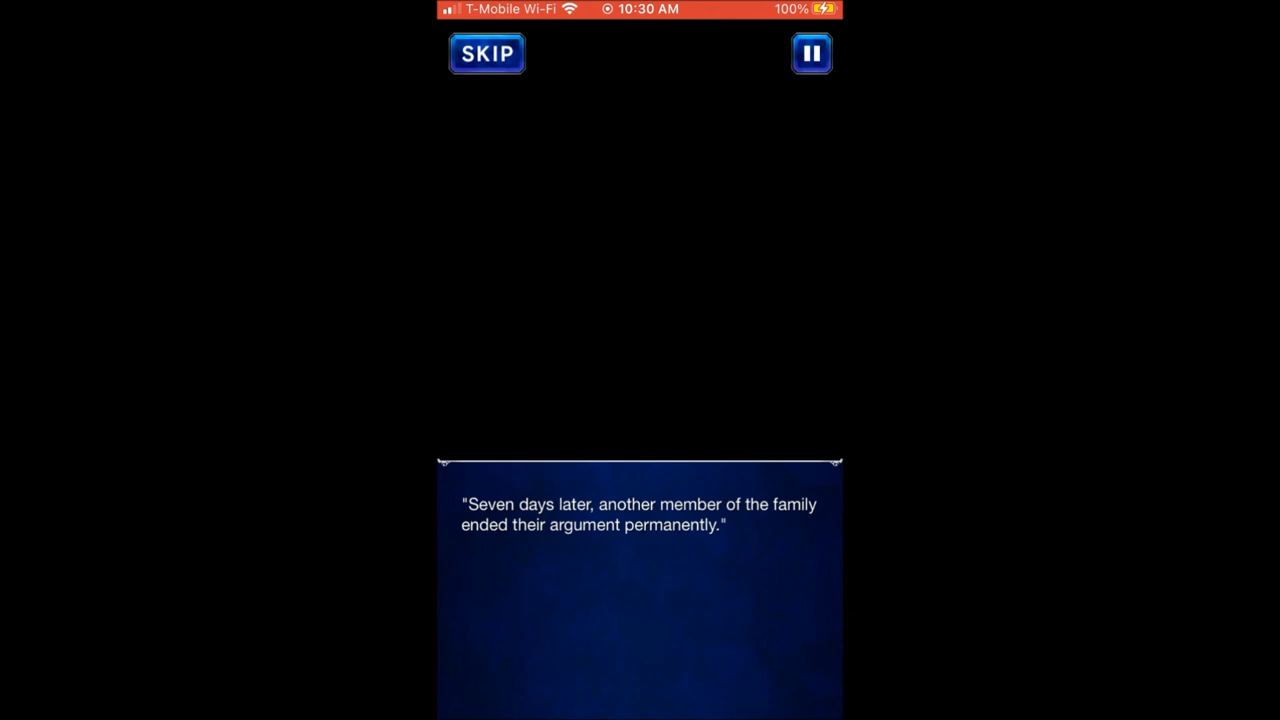 T-Mobile Wi-Fi 10:30 AM 100%
SKIP
"Seven days later, another member of the family
ended their argument permanently."